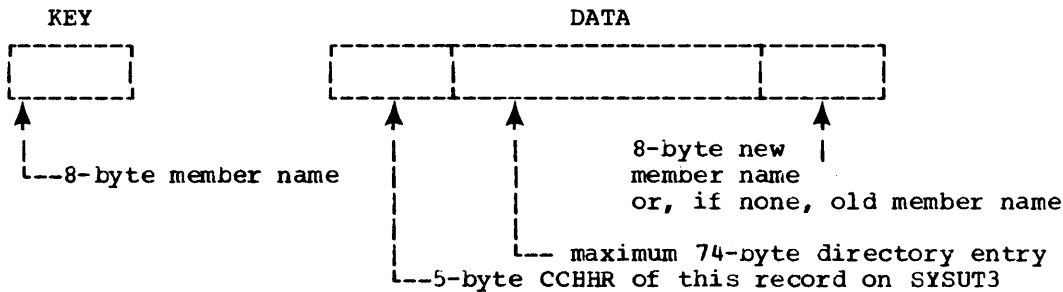 KEY DATA
8-byte new
8-byte member name member name
or, if none, old member name
maximum 74-byte directory entry
5-byte CCHHR of this record on SYSUT3